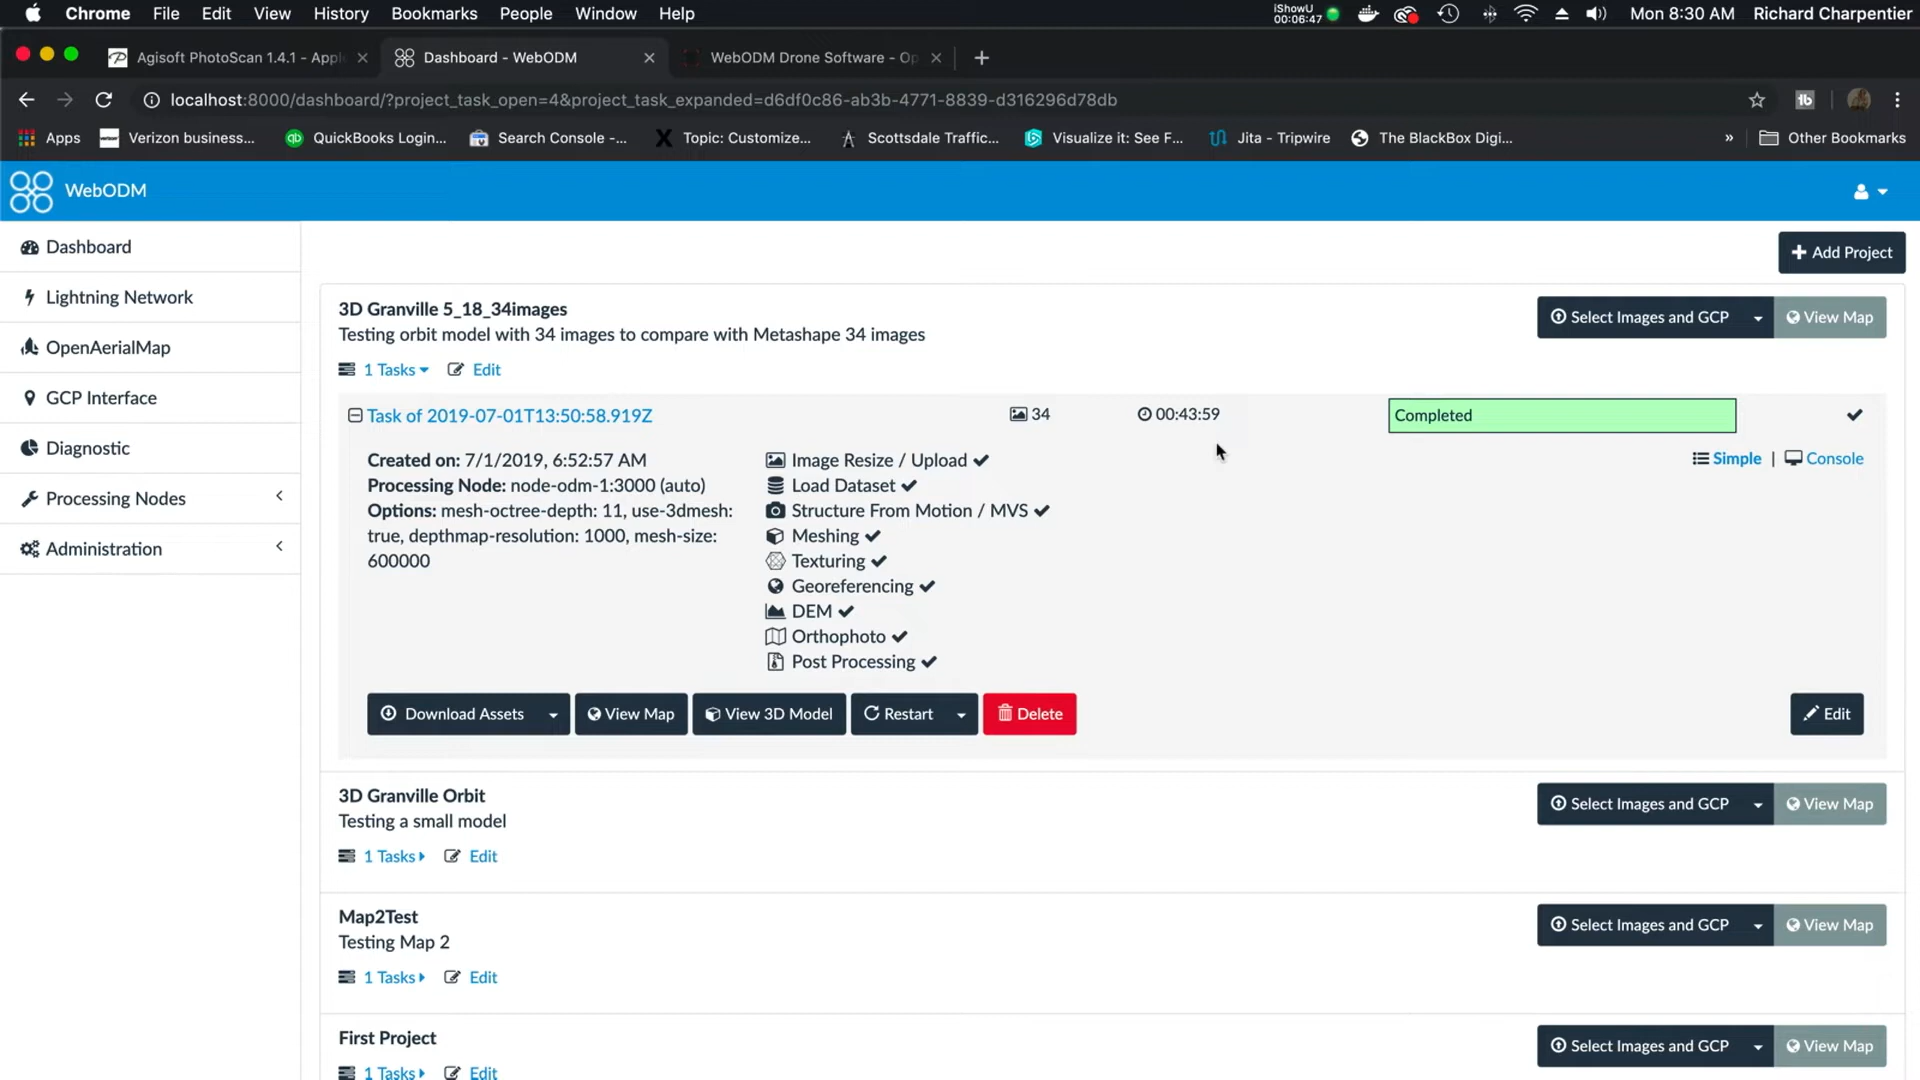 Chrome File Edit View History Bookmarks People Window Help iShowU 00:06:47 Mon 8:30 AM Richard Charpentier
Agisoft PhotoScan 1.4.1 - Appl Dashboard - WebODM WebODM Drone Software - Op
localhost:8000/dashboard/?project_task_open=4&project_task_expanded=d6df0c86-ab3b-4771-8839-d316296d78db
Apps Verizon business... QuickBooks Login... Search Console -... Topic: Customize... Scottsdale Traffic... Visualize it: See F... Jita - Tripwire The BlackBox Digi... » Other Bookmarks
WebODM
Dashboard
Lightning Network
OpenAerialMap
GCP Interface
Diagnostic
Processing Nodes
Administration
Add Project
3D Granville 5_18_34images
Testing orbit model with 34 images to compare with Metashape 34 images
1 Tasks Edit
Select Images and GCP View Map
Task of 2019-07-01T13:50:58.919Z 34 00:43:59 Completed
Simple | Console
Created on: 7/1/2019, 6:52:57 AM
Processing Node: node-odm-1:3000 (auto)
Options: mesh-octree-depth: 11, use-3dmesh:
true, depthmap-resolution: 1000, mesh-size:
600000
Image Resize / Upload
Load Dataset
Structure From Motion / MVS
Meshing
Texturing
Georeferencing
DEM
Orthophoto
Post Processing
Download Assets View Map View 3D Model Restart Delete Edit
3D Granville Orbit
Testing a small model
1 Tasks Edit
Select Images and GCP View Map
Map2Test
Testing Map 2
1 Tasks Edit
Select Images and GCP View Map
First Project
1 Tasks Edit
Select Images and GCP View Map